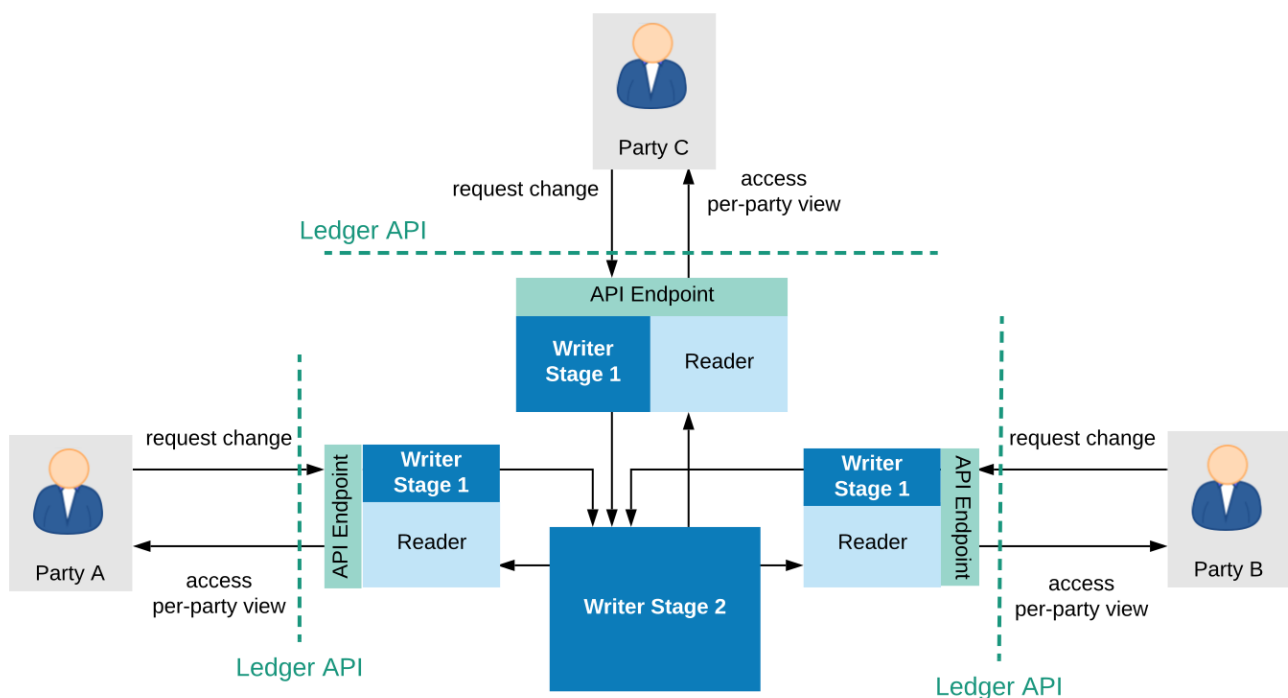 Party C
request change
access
per-party view
Ledger API
API Endpoint
Writer
Stage 1
Reader
Party A
request change
access
per-party view
Ledger API
API Endpoint
Writer
Stage 1
Reader
Writer Stage 2
Writer
Stage 1
Reader
API Endpoint
request change
access
per-party view
Ledger API
Party B